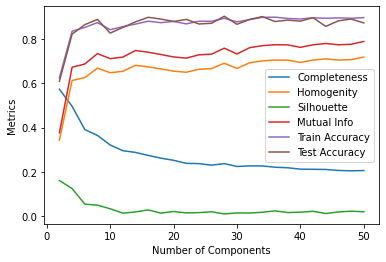 Metrics
0.8
0.6
0.4
0.2
0.0
Completeness
Homogenity
Silhouette
Mutual Info
Train Accuracy
Test Accuracy
0 10 20 30 40 50
Number of Components